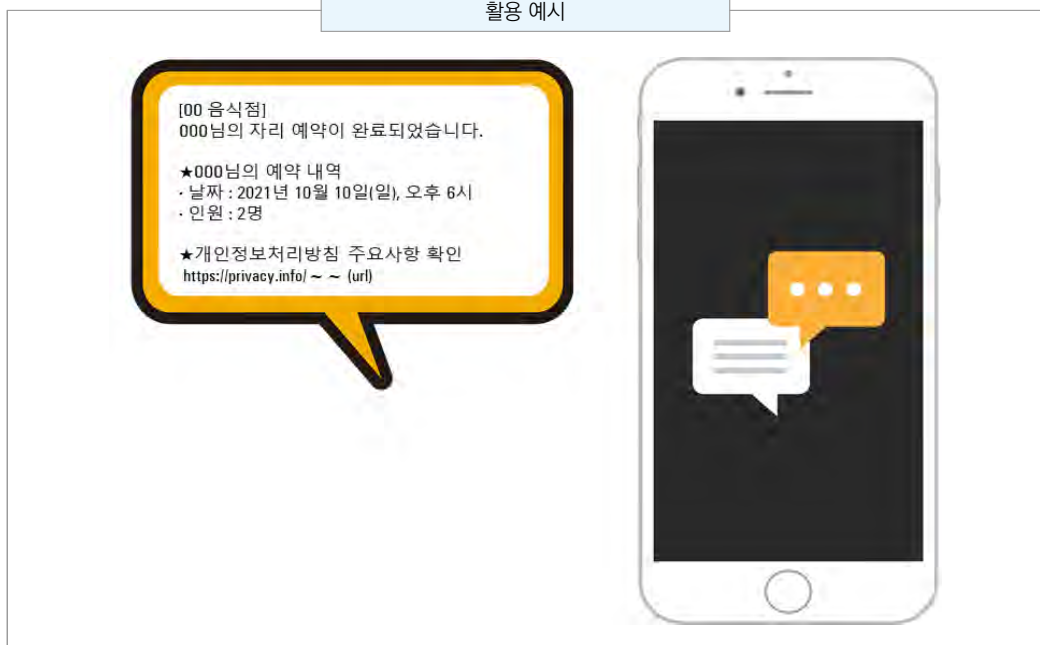 활용 예시
[00 음식점]
000님의 자리 예약이 완료되었습니다.
★000님의 예약 내역
· 날짜 : 2021년 10월 10일(일), 오후 6시
· 인원 : 2명
★개인정보처리방침 주요사항 확인
https://privacy.info/ ~ ~ (url)